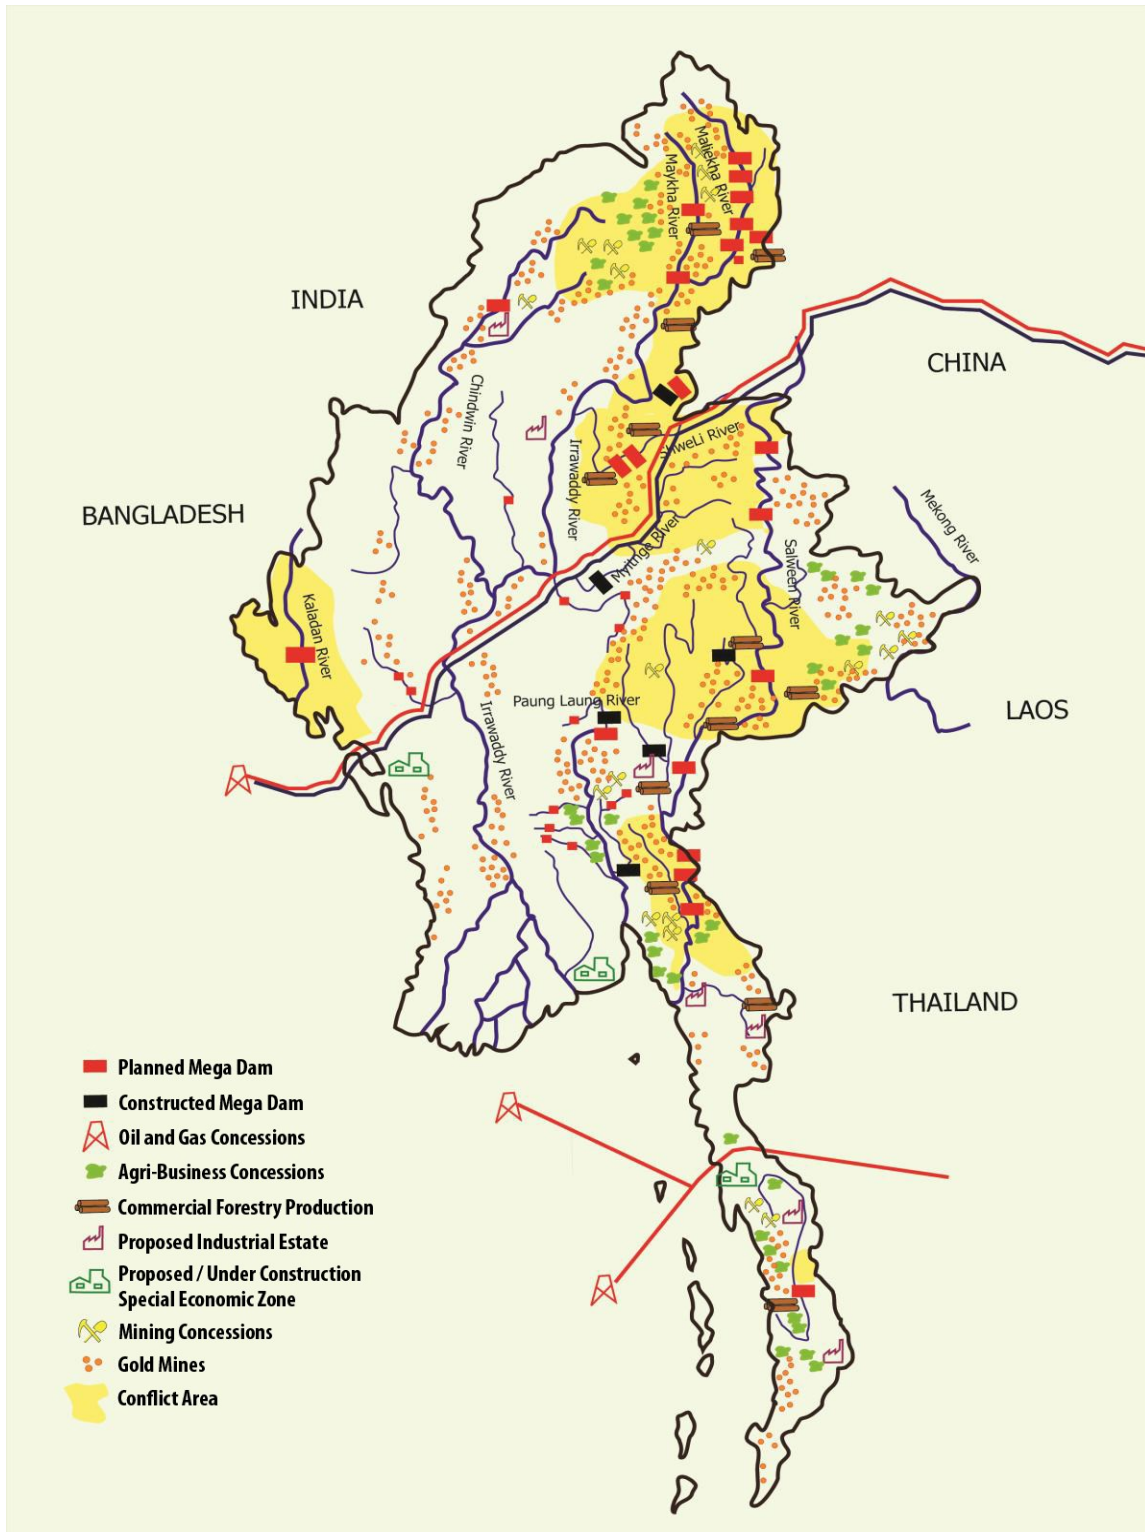 INDIA
CHINA
BANGLADESH
LAOS
THAILAND
Maliekha River
Maykha River
Chindwin River
Irrawaddy River
ShweLi River
Myitnge River
Salween River
Mekong River
Kaladan River
Paung Laung River
Irrawaddy River
Planned Mega Dam
Constructed Mega Dam
Oil and Gas Concessions
Agri-Business Concessions
Commercial Forestry Production
Proposed Industrial Estate
Proposed / Under Construction
Special Economic Zone
Mining Concessions
Gold Mines
Conflict Area